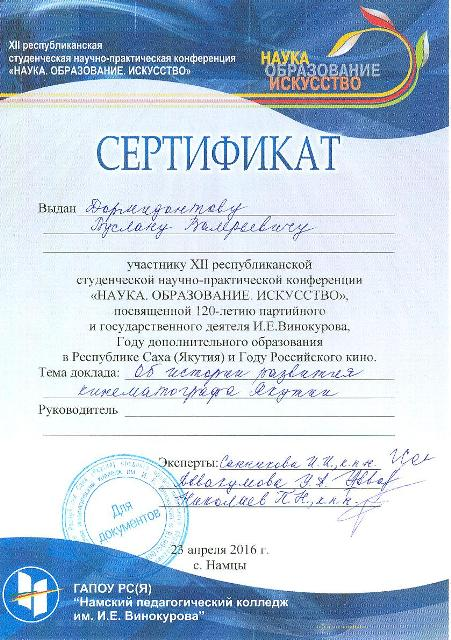 XII республиканская
студенческая научно-практическая конференция
«НАУКА. ОБРАЗОВАНИЕ. ИСКУССТВО»
НАУКА
ОБРАЗОВАНИЕ
ИСКУССТВО
СЕРТИФИКАТ
Выдан Дормидонтову
Руслану Валерьевичу
участнику XII республиканской
студенческой научно-практической конференции
«НАУКА. ОБРАЗОВАНИЕ. ИСКУССТВО»,
посвященной 120-летию партийного
и государственного деятеля И.Е.Винокурова,
Году дополнительного образования
в Республике Саха (Якутия) и Году Российского кино.
Тема доклада: Об истории развития
кинематографа Якутии
Руководитель
Эксперты: Санникова И.И., к.п.н.
Аввакумова У.А.
Николаев П.Н., к.п.н.
Для
документов
23 апреля 2016 г.
с. Намцы
ГАПОУ РС(Я)
"Намский педагогический колледж
им. И.Е. Винокурова"